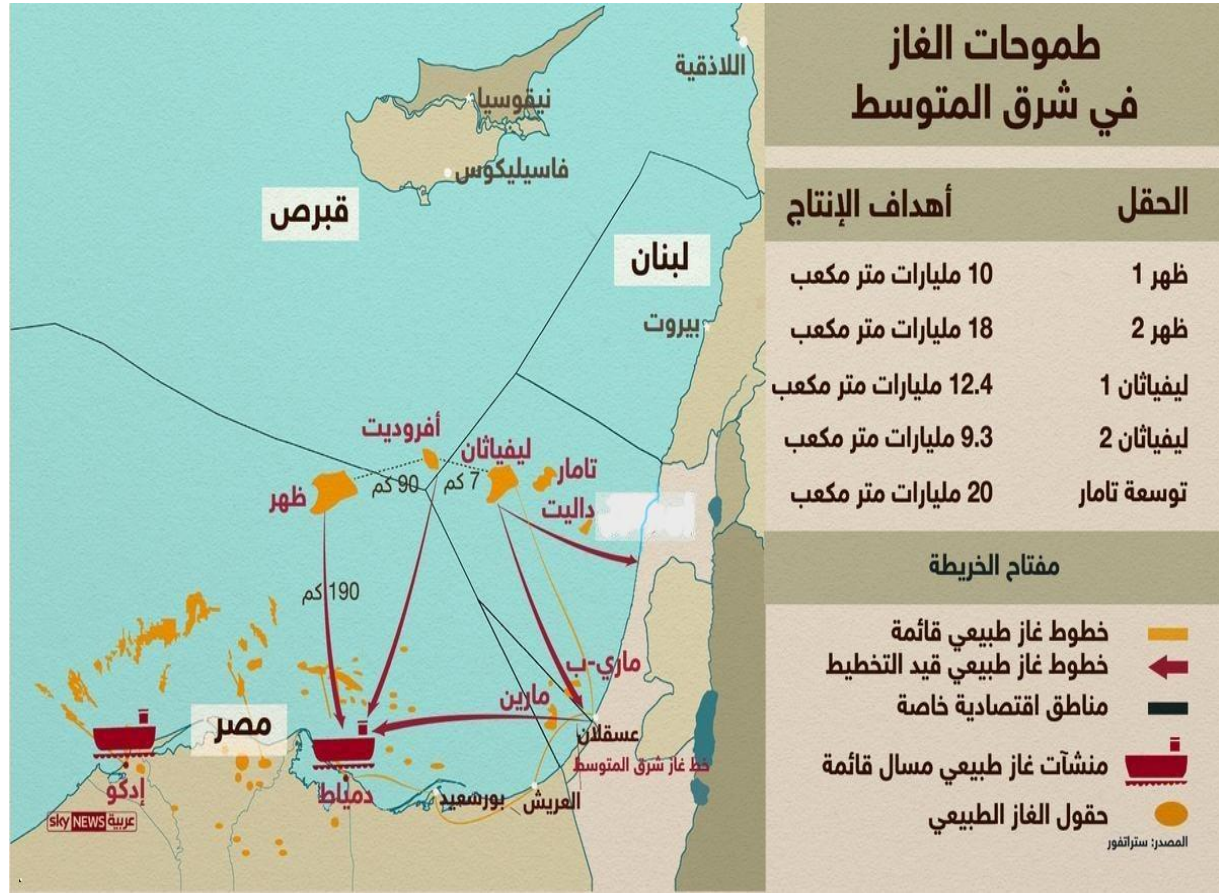 طموحات الغاز
في شرق المتوسط
الحقل أهداف الإنتاج
ظهر 1 10 مليارات متر مكعب
ظهر 2 18 مليارات متر مكعب
ليفياثان 1 12.4 مليارات متر مكعب
ليفياثان 2 9.3 مليارات متر مكعب
توسعة تامار 20 مليارات متر مكعب
مفتاح الخريطة
خطوط غاز طبيعي قائمة
خطوط غاز طبيعي قيد التخطيط
مناطق اقتصادية خاصة
منشآت غاز طبيعي مسال قائمة
حقول الغاز الطبيعي
المصدر: ستراتفور
اللاذقية
نيقوسيا
فاسيليكوس
قبرص
لبنان
بيروت
أفروديت
ليفياثان
تامار
7 كم
90 كم
ظهر
داليت
190 كم
ماري-ب
مارين
مصر
عسقلان
خط غاز شرق المتوسط
إدكو
دمياط
بورسعيد
العريش
sky NEWS عربية